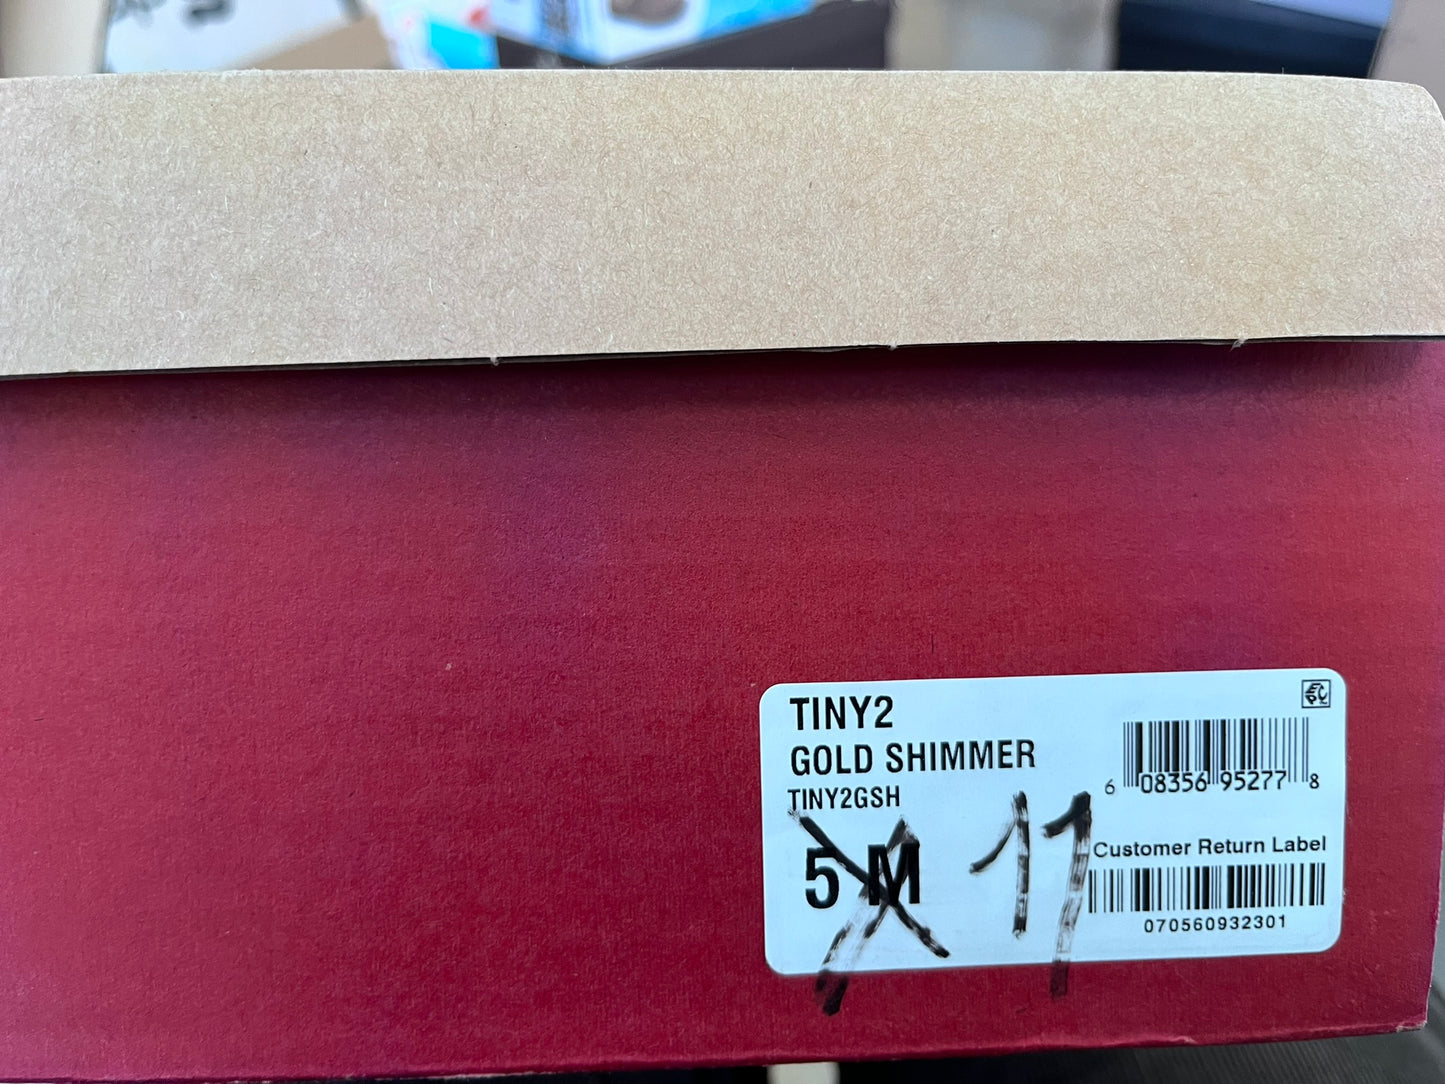 TINY2
GOLD SHIMMER
TINY2GSH
5 M
11
6 08356 95277 8
Customer Return Label
070560932301